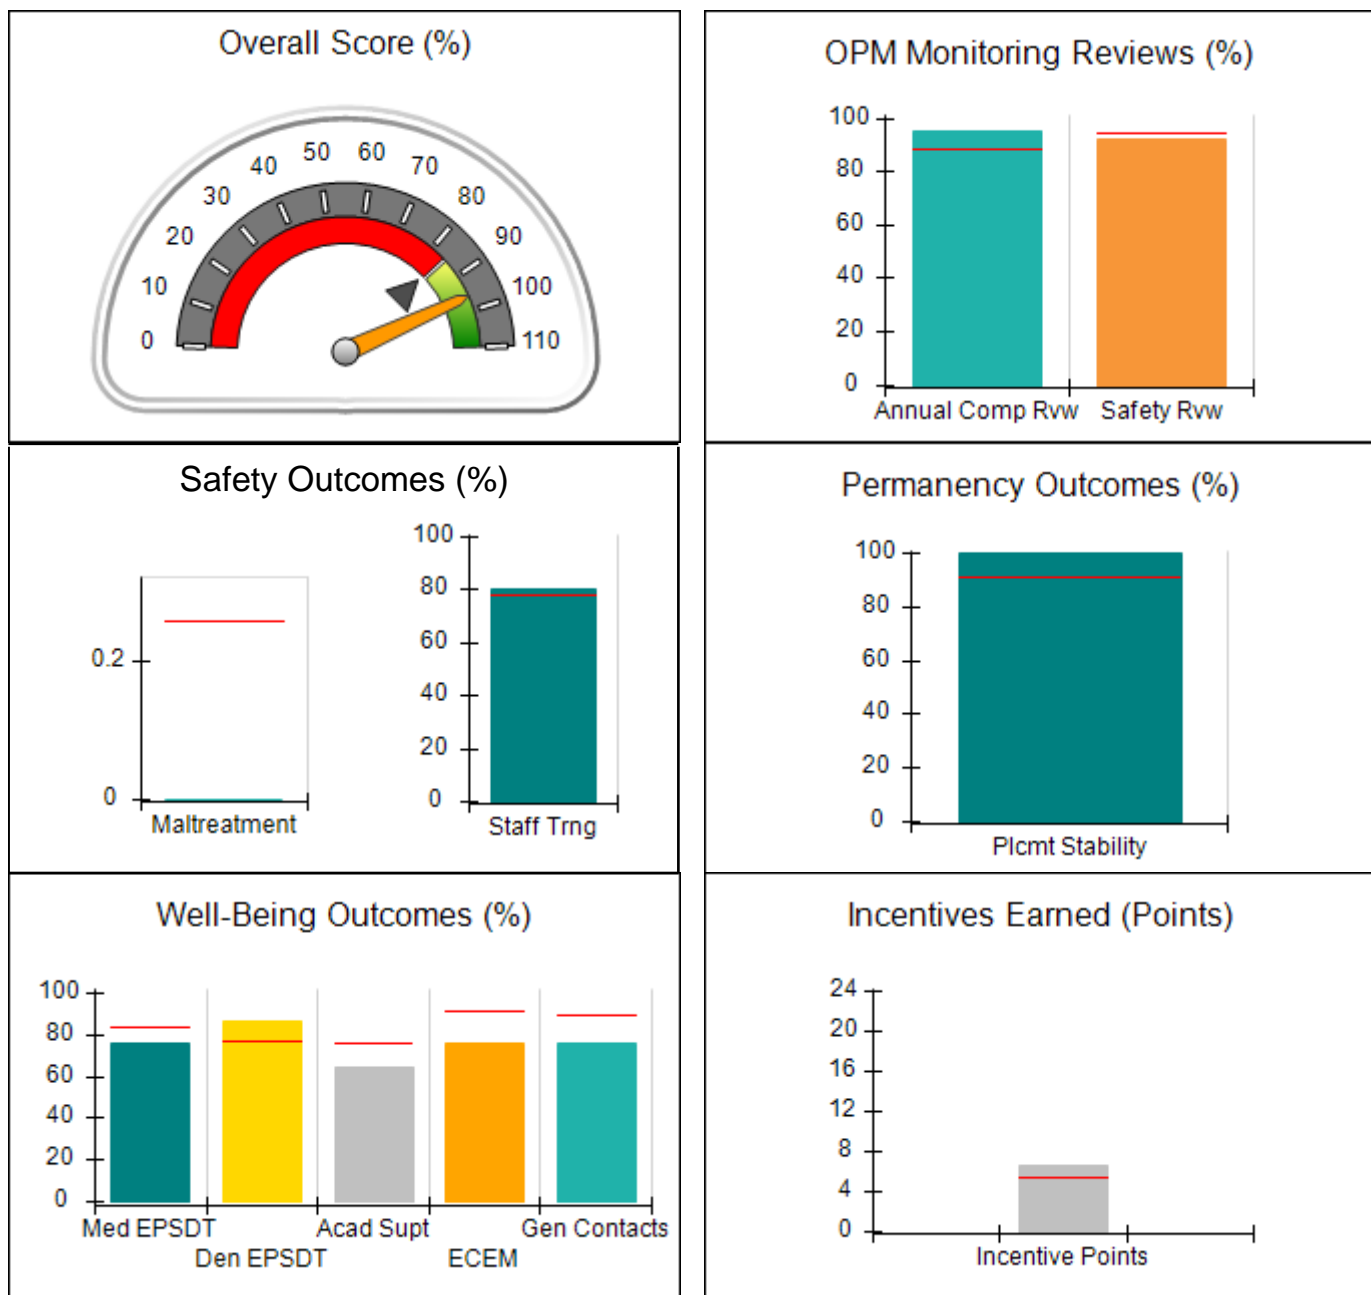 Overall Score (%)
0
10
20
30
40
50
60
70
80
90
100
110
OPM Monitoring Reviews (%)
100
80
60
40
20
0
Annual Comp Rvw
Safety Rvw
Safety Outcomes (%)
0.2
0
Maltreatment
100
80
60
40
20
0
Staff Trng
Permanency Outcomes (%)
100
80
60
40
20
0
Plcmt Stability
Well-Being Outcomes (%)
100
80
60
40
20
0
Med EPSDT
Den EPSDT
Acad Supt
ECEM
Gen Contacts
Incentives Earned (Points)
24
20
16
12
8
4
0
Incentive Points